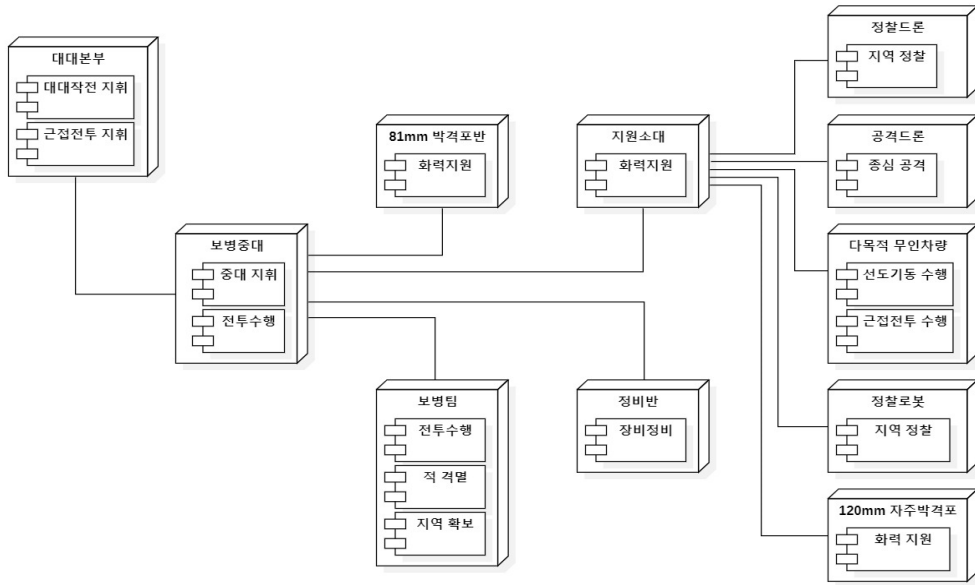 대대본부
대대작전 지휘
근접전투 지휘
보병중대
중대 지휘
전투수행
81mm 박격포반
화력지원
보병팀
전투수행
적 격멸
지역 확보
지원소대
화력지원
정비반
장비정비
정찰드론
지역 정찰
공격드론
종심 공격
다목적 무인차량
선도기동 수행
근접전투 수행
정찰로봇
지역 정찰
120mm 자주박격포
화력 지원